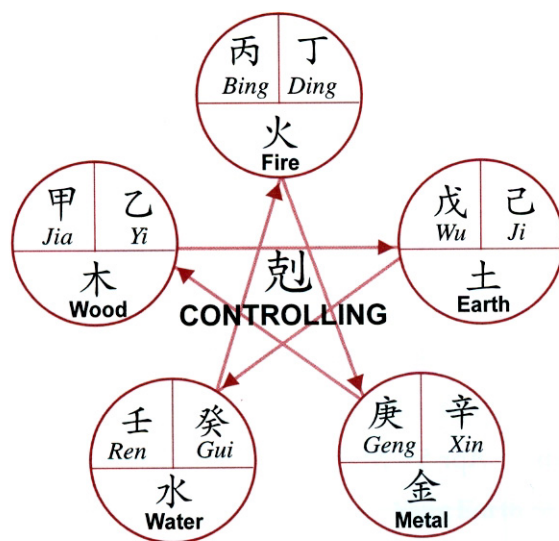 丙 丁
Bing Ding
火
Fire
甲 乙
Jia Yi
木
Wood
剋
CONTROLLING
戊 己
Wu Ji
土
Earth
壬 癸
Ren Gui
水
Water
庚 辛
Geng Xin
金
Metal